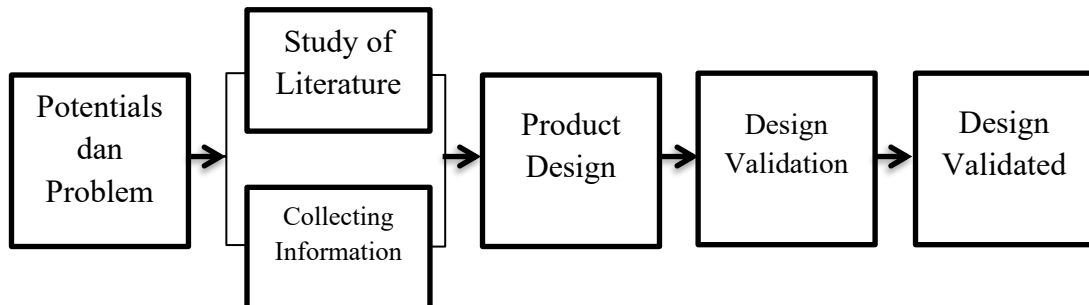 Potentials
dan
Problem
Study of
Literature
Collecting
Information
Product
Design
Design
Validation
Design
Validated